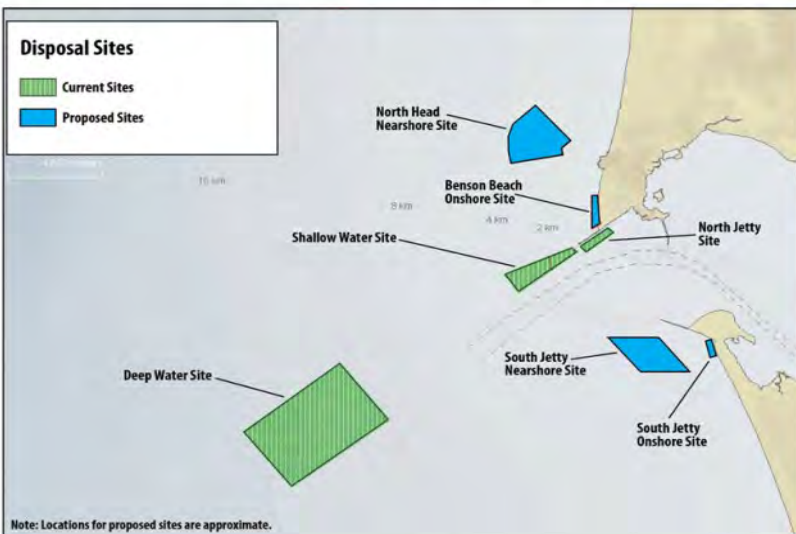 Disposal Sites
Current Sites
Proposed Sites
North Head
Nearshore Site
Benson Beach
Onshore Site
16 km
8 km
4 km
2 km
North Jetty
Site
Shallow Water Site
South Jetty
Nearshore Site
Deep Water Site
South Jetty
Onshore Site
Note: Locations for proposed sites are approximate.